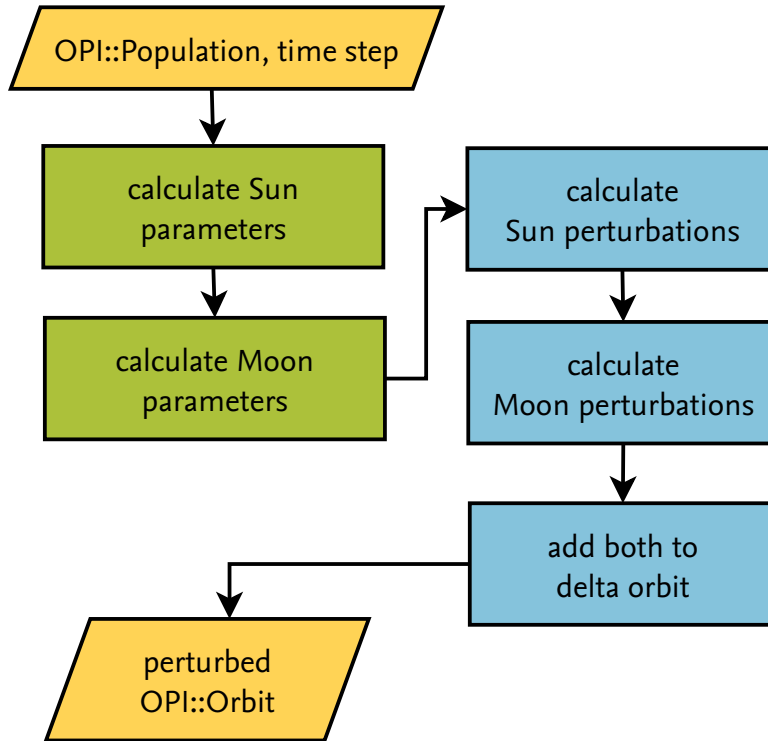 OPI::Population, time step
calculate Sun
parameters
calculate Moon
parameters
calculate
Sun perturbations
calculate
Moon perturbations
add both to
delta orbit
perturbed
OPI::Orbit